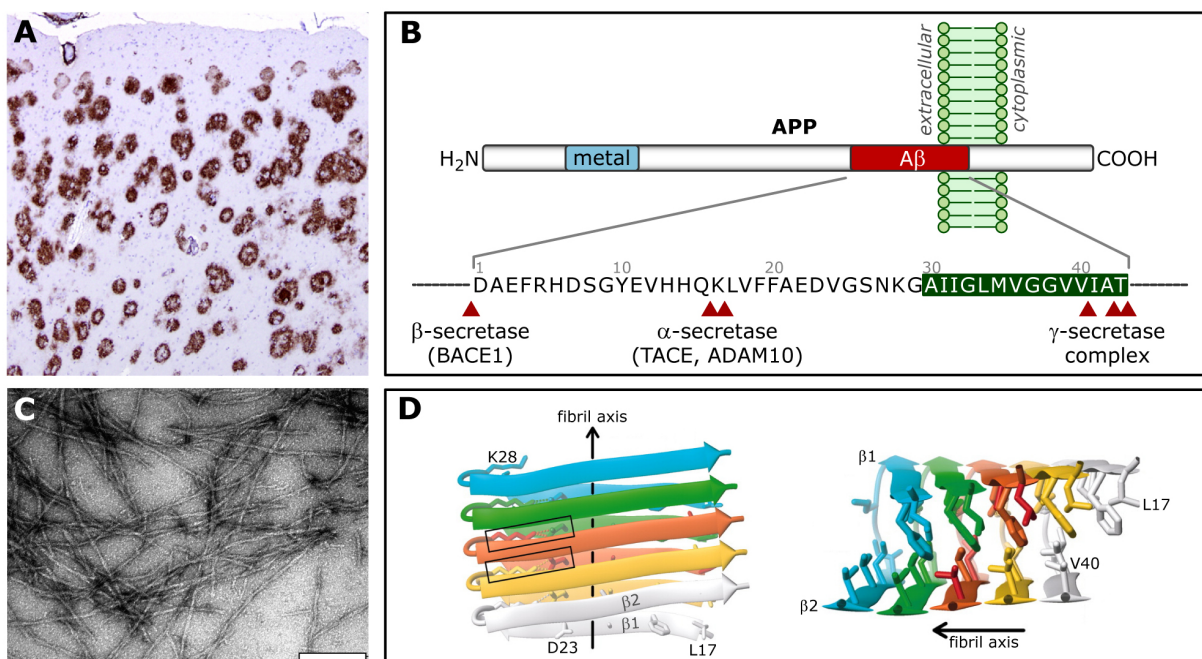 A
B
extracellular
cytoplasmic
APP
H₂N
metal
Aβ
COOH
1 10 20 30 40
DAEFRHDSGYEVHHQKLVFFAEDVGSNKGAIIGLMVGGVVIAT
β-secretase
(BACE1)
α-secretase
(TACE, ADAM10)
γ-secretase
complex
C
D
fibril axis
K28
β2
β1
D23
L17
β1
L17
V40
β2
fibril axis